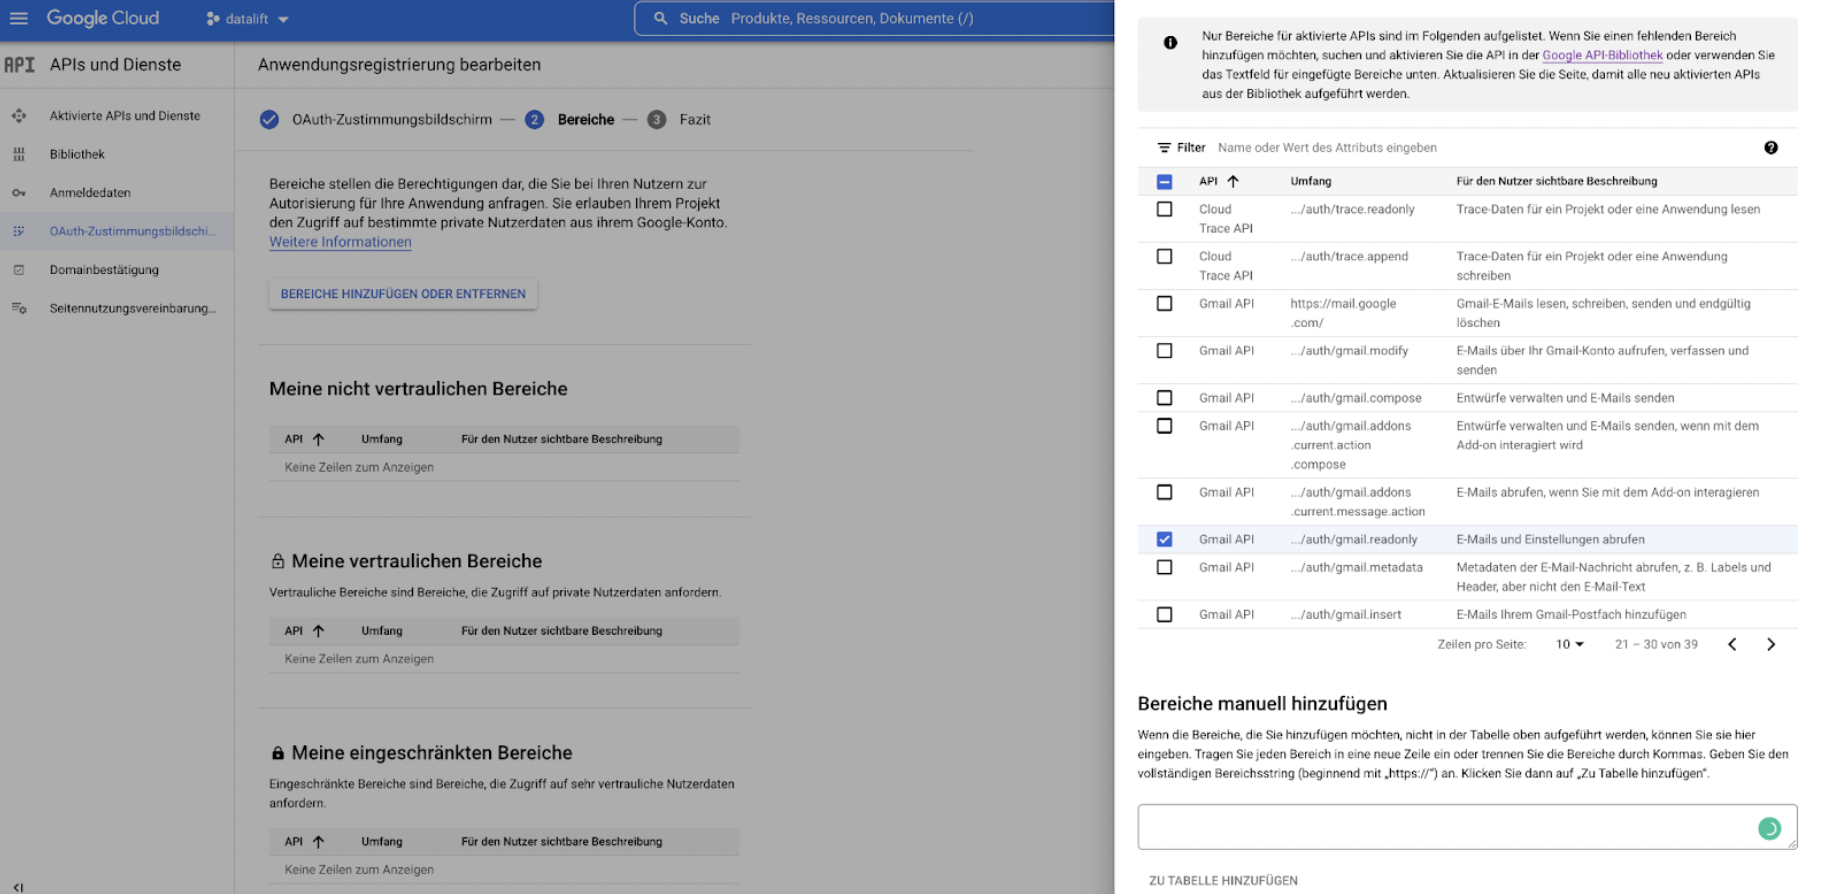 Google Cloud
datalift
Suche Produkte, Ressourcen, Dokumente (/)
API APIs und Dienste
Aktivierte APIs und Dienste
Bibliothek
Anmeldedaten
OAuth-Zustimmungsbildschi...
Domainbestätigung
Seitennutzungsvereinbarung...
Anwendungsregistrierung bearbeiten
OAuth-Zustimmungsbildschirm — 2 Bereiche — 3 Fazit
Bereiche stellen die Berechtigungen dar, die Sie bei Ihren Nutzern zur
Autorisierung für Ihre Anwendung anfragen. Sie erlauben Ihrem Projekt
den Zugriff auf bestimmte private Nutzerdaten aus ihrem Google-Konto.
Weitere Informationen
BEREICHE HINZUFÜGEN ODER ENTFERNEN
Meine nicht vertraulichen Bereiche
API Umfang Für den Nutzer sichtbare Beschreibung
Keine Zeilen zum Anzeigen
Meine vertraulichen Bereiche
Vertrauliche Bereiche sind Bereiche, die Zugriff auf private Nutzerdaten anfordern.
API Umfang Für den Nutzer sichtbare Beschreibung
Keine Zeilen zum Anzeigen
Meine eingeschränkten Bereiche
Eingeschränkte Bereiche sind Bereiche, die Zugriff auf sehr vertrauliche Nutzerdaten
anfordern.
API Umfang Für den Nutzer sichtbare Beschreibung
Keine Zeilen zum Anzeigen
Nur Bereiche für aktivierte APIs sind im Folgenden aufgelistet. Wenn Sie einen fehlenden Bereich
hinzufügen möchten, suchen und aktivieren Sie die API in der Google API-Bibliothek oder verwenden Sie
das Textfeld für eingefügte Bereiche unten. Aktualisieren Sie die Seite, damit alle neu aktivierten APIs
aus der Bibliothek aufgeführt werden.
Filter Name oder Wert des Attributs eingeben
API Umfang Für den Nutzer sichtbare Beschreibung
Cloud .../auth/trace.readonly Trace-Daten für ein Projekt oder eine Anwendung lesen
Trace API
Cloud .../auth/trace.append Trace-Daten für ein Projekt oder eine Anwendung
Trace API schreiben
Gmail API https://mail.google Gmail-E-Mails lesen, schreiben, senden und endgültig
.com/ löschen
Gmail API .../auth/gmail.modify E-Mails über Ihr Gmail-Konto aufrufen, verfassen und
senden
Gmail API .../auth/gmail.compose Entwürfe verwalten und E-Mails senden
Gmail API .../auth/gmail.addons Entwürfe verwalten und E-Mails senden, wenn mit dem
.current.action Add-on interagiert wird
.compose
Gmail API .../auth/gmail.addons E-Mails abrufen, wenn Sie mit dem Add-on interagieren
.current.message.action
Gmail API .../auth/gmail.readonly E-Mails und Einstellungen abrufen
Gmail API .../auth/gmail.metadata Metadaten der E-Mail-Nachricht abrufen, z. B. Labels und
Header, aber nicht den E-Mail-Text
Gmail API .../auth/gmail.insert E-Mails Ihrem Gmail-Postfach hinzufügen
Zeilen pro Seite: 10 21 – 30 von 39
Bereiche manuell hinzufügen
Wenn die Bereiche, die Sie hinzufügen möchten, nicht in der Tabelle oben aufgeführt werden, können Sie sie hier
eingeben. Tragen Sie jeden Bereich in eine neue Zeile ein oder trennen Sie die Bereiche durch Kommas. Geben Sie den
vollständigen Bereichsstring (beginnend mit „https://“) an. Klicken Sie dann auf „Zu Tabelle hinzufügen“.
ZU TABELLE HINZUFÜGEN